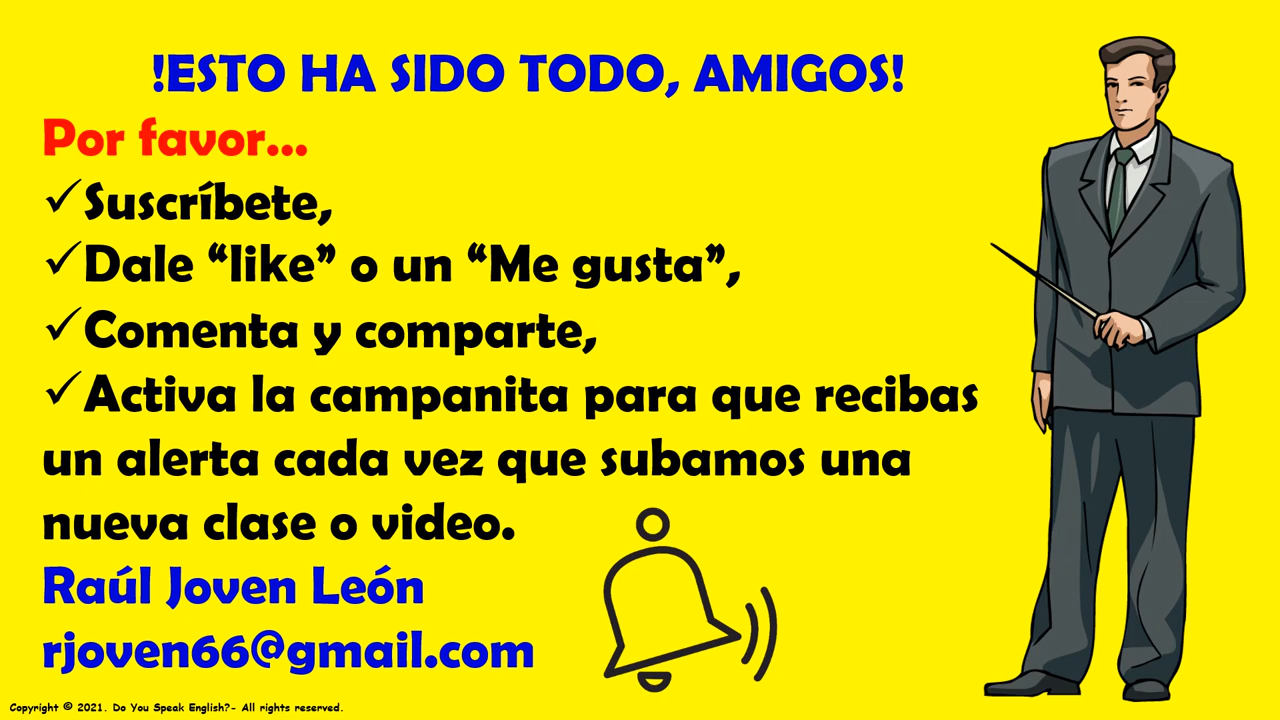 !ESTO HA SIDO TODO, AMIGOS!
Por favor...
✓Suscríbete,
✓Dale “like” o un “Me gusta”,
✓Comenta y comparte,
✓Activa la campanita para que recibas
un alerta cada vez que subamos una
nueva clase o video.
Raúl Joven León
rjoven66@gmail.com
Copyright © 2021. Do You Speak English?- All rights reserved.